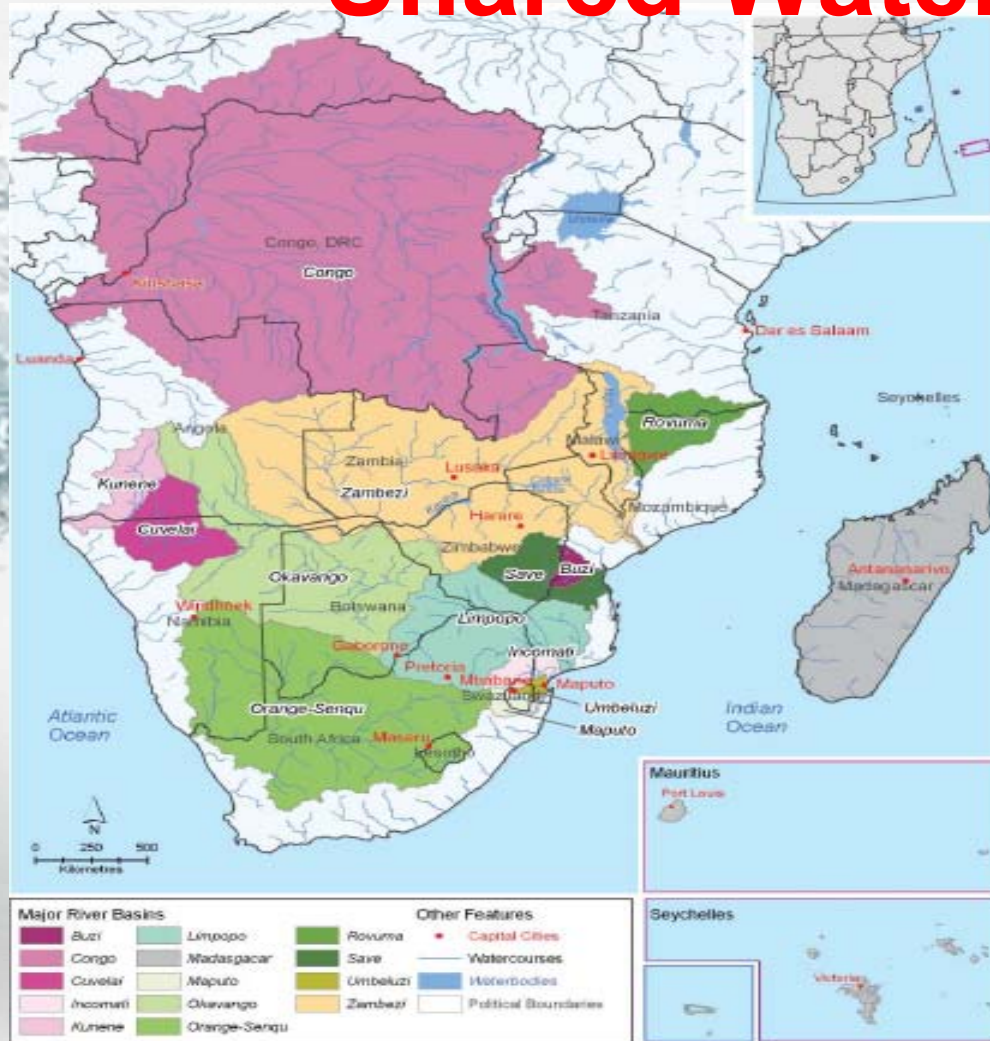 Shared Water
Victoria
Congo, DRC
Congo
Kinshasa
Tanzania
Dar es Salaam
Luanda
Seychelles
Rovuma
Angola
Malawi
Lilongwe
Zambia
Lusaka
Kunene
Zambezi
Mozambique
Cuvelai
Harare
Zimbabwe
Save
Buzi
Antananarivo
Madagascar
Okavango
Botswana
Windhoek
Namibia
Limpopo
Gaborone
Incomati
Pretoria
Mbabane
Maputo
Swaziland
Orange-Senqu
Umbeluzi
Atlantic
Ocean
Indian
Ocean
South Africa
Maseru
Maputo
Lesotho
Mauritius
Port Louis
N
0 250 500
Kilometres
Major River Basins
Other Features
Seychelles
Buzi
Limpopo
Rovuma
Capital Cities
Congo
Madagascar
Save
Watercourses
Cuvelai
Maputo
Umbeluzi
Waterbodies
Incomati
Okavango
Zambezi
Political Boundaries
Kunene
Orange-Senqu
Victoria